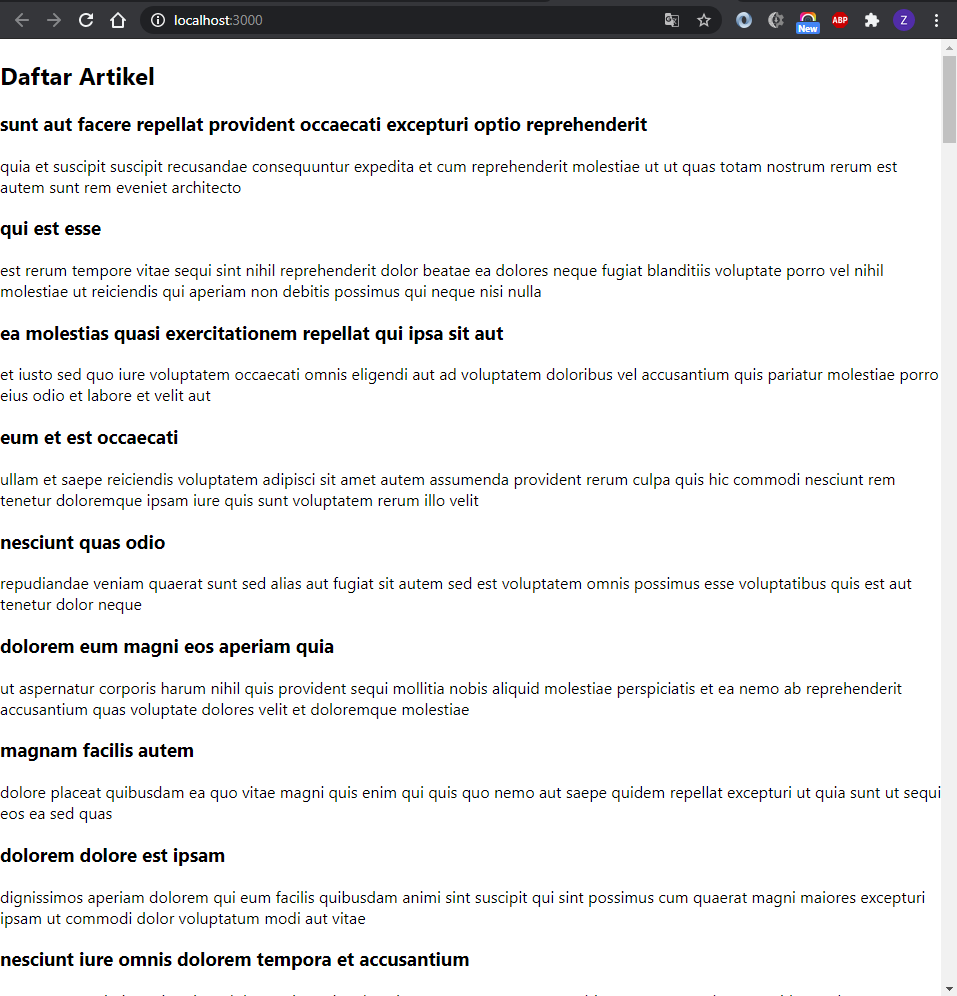 localhost:3000
New
ABP
Z
Daftar Artikel
sunt aut facere repellat provident occaecati excepturi optio reprehenderit
quia et suscipit suscipit recusandae consequuntur expedita et cum reprehenderit molestiae ut ut quas totam nostrum rerum est
autem sunt rem eveniet architecto
qui est esse
est rerum tempore vitae sequi sint nihil reprehenderit dolor beatae ea dolores neque fugiat blanditiis voluptate porro vel nihil
molestiae ut reiciendis qui aperiam non debitis possimus qui neque nisi nulla
ea molestias quasi exercitationem repellat qui ipsa sit aut
et iusto sed quo iure voluptatem occaecati omnis eligendi aut ad voluptatem doloribus vel accusantium quis pariatur molestiae porro
eius odio et labore et velit aut
eum et est occaecati
ullam et saepe reiciendis voluptatem adipisci sit amet autem assumenda provident rerum culpa quis hic commodi nesciunt rem
tenetur doloremque ipsam iure quis sunt voluptatem rerum illo velit
nesciunt quas odio
repudiandae veniam quaerat sunt sed alias aut fugiat sit autem sed est voluptatem omnis possimus esse voluptatibus quis est aut
tenetur dolor neque
dolorem eum magni eos aperiam quia
ut aspernatur corporis harum nihil quis provident sequi mollitia nobis aliquid molestiae perspiciatis et ea nemo ab reprehenderit
accusantium quas voluptate dolores velit et doloremque molestiae
magnam facilis autem
dolore placeat quibusdam ea quo vitae magni quis enim qui quis quo nemo aut saepe quidem repellat excepturi ut quia sunt ut sequi
eos ea sed quas
dolorem dolore est ipsam
dignissimos aperiam dolorem qui eum facilis quibusdam animi sint suscipit qui sint possimus cum quaerat magni maiores excepturi
ipsam ut commodi dolor voluptatum modi aut vitae
nesciunt iure omnis dolorem tempora et accusantium